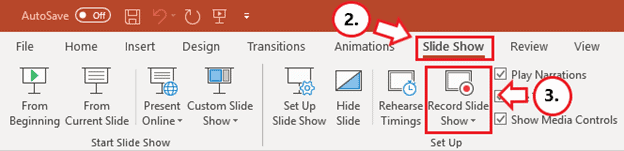 AutoSave Off
2.
File Home Insert Design Transitions Animations Slide Show Review View
From Beginning
From Current Slide
Present Online
Custom Slide Show
Set Up Slide Show
Hide Slide
Rehearse Timings
Record Slide Show
Play Narrations
3.
Show Media Controls
Start Slide Show Set Up